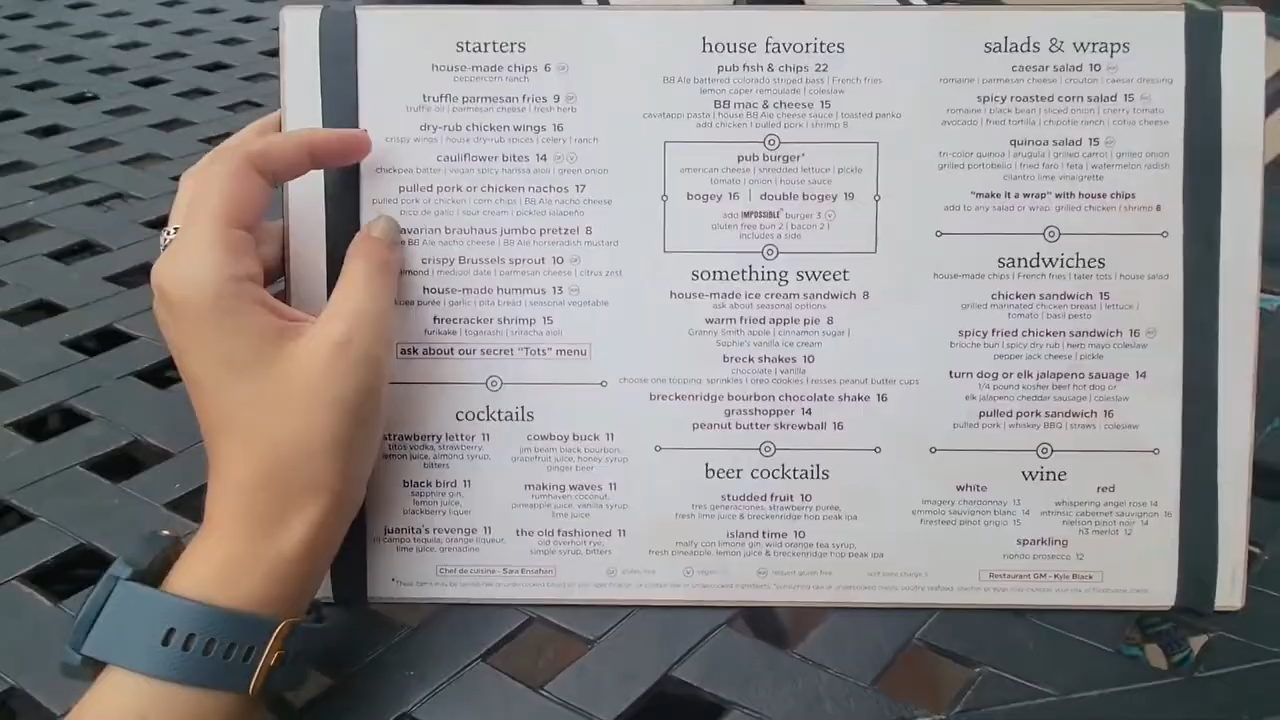 starters
house-made chips 6 GF
peppercorn ranch
truffle parmesan fries 9 GF
truffle oil | parmesan cheese | fresh herb
dry-rub chicken wings 16
crispy wings | house dry-rub spices | celery | ranch
cauliflower bites 14 GF V
chickpea batter | vegan spicy harissa aioli | green onion
pulled pork or chicken nachos 17
pulled pork or chicken | corn chips | BB Ale nacho cheese
pico de gallo | sour cream | pickled jalapeño
avarian brauhaus jumbo pretzel 8
BB Ale nacho cheese | BB Ale horseradish mustard
crispy Brussels sprout 10 GF
lmond | medjool date | parmesan cheese | citrus zest
house-made hummus 13
purée | garlic | pita bread | seasonal vegetable
firecracker shrimp 15
furikake | togarashi | sriracha aioli
ask about our secret "Tots" menu
cocktails
strawberry letter 11
titos vodka, strawberry,
lemon juice, almond syrup,
bitters
cowboy buck 11
jim beam black bourbon,
grapefruit juice, honey syrup
ginger beer
black bird 11
sapphire gin,
lemon juice,
blackberry liquer
making waves 11
rumhaven coconut,
pineapple juice, vanilla syrup
lime juice
juanita's revenge 11
campo tequila, orange liqueur,
lime juice, grenadine
the old fashioned 11
old overholt rye,
simple syrup, bitters
Chef de cuisine - Sara Ensahan
house favorites
pub fish & chips 22
BB Ale battered colorado striped bass | French fries
lemon caper remoulade | coleslaw
BB mac & cheese 15
cavatappi pasta | house BB Ale cheese sauce | toasted panko
add chicken | pulled pork | shrimp 8
pub burger*
american cheese | shredded lettuce | pickle
tomato | onion | house sauce
bogey 16 | double bogey 19
add IMPOSSIBLE™ burger 3 V
gluten free bun 2 | bacon 2 |
includes a side
something sweet
house-made ice cream sandwich 8
ask about seasonal options
warm fried apple pie 8
Granny Smith apple | cinnamon sugar |
Sophie's vanilla ice cream
breck shakes 10
chocolate | vanilla
choose one topping: sprinkles | oreo cookies | resses peanut butter cups
breckenridge bourbon chocolate shake 16
grasshopper 14
peanut butter skrewball 16
beer cocktails
studded fruit 10
tres generaciones, strawberry purée,
fresh lime juice & breckenridge hop peak ipa
island time 10
malfy con limone gin, wild orange tea syrup,
fresh pineapple, lemon juice & breckenridge hop peak ipa
salads & wraps
caesar salad 10
romaine | parmesan cheese | crouton | caesar dressing
spicy roasted corn salad 15
romaine | black bean | sliced onion | cherry tomato
avocado | fried tortilla | chipotle ranch | cotija cheese
quinoa salad 15
tri-color quinoa | arugula | grilled carrot | grilled onion
grilled portobello | fried faro | feta | watermelon radish
cilantro lime vinaigrette
"make it a wrap" with house chips
add to any salad or wrap: grilled chicken | shrimp 8
sandwiches
house-made chips | French fries | tater tots | house salad
chicken sandwich 15
grilled marinated chicken breast | lettuce |
tomato | basil pesto
spicy fried chicken sandwich 16
brioche bun | spicy dry rub | herb mayo coleslaw
pepper jack cheese | pickle
turn dog or elk jalapeno sausage 14
1/4 pound kosher beef hot dog or
elk jalapeño cheddar sausage | coleslaw
pulled pork sandwich 16
pulled pork | whiskey BBQ | straws | coleslaw
wine
white
imagery chardonnay 13
emmolo sauvignon blanc 14
firesteed pinot grigio 15
red
whispering angel rose 14
intrinsic cabernet sauvignon 16
nielson pinot noir 14
h3 merlot 12
sparkling
riondo prosecco 12
Restaurant GM - Kyle Black